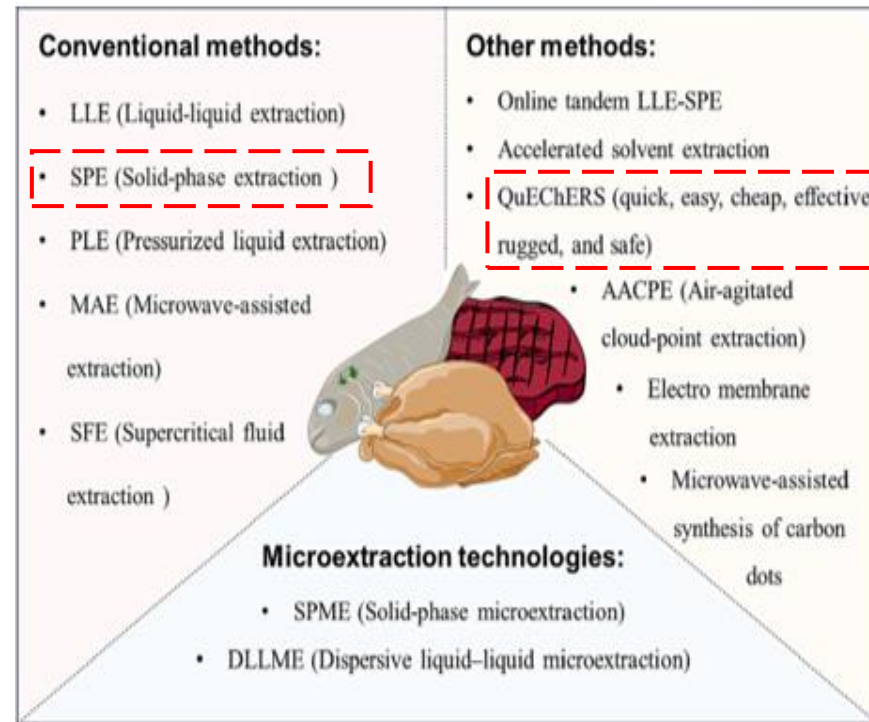 Conventional methods:
• LLE (Liquid-liquid extraction)
• SPE (Solid-phase extraction )
• PLE (Pressurized liquid extraction)
• MAE (Microwave-assisted
extraction)
• SFE (Supercritical fluid
extraction )
Other methods:
• Online tandem LLE-SPE
• Accelerated solvent extraction
• QuEChERS (quick, easy, cheap, effective
rugged, and safe)
• AACPE (Air-agitated
cloud-point extraction)
• Electro membrane
extraction
• Microwave-assisted
synthesis of carbon
dots
Microextraction technologies:
• SPME (Solid-phase microextraction)
• DLLME (Dispersive liquid–liquid microextraction)